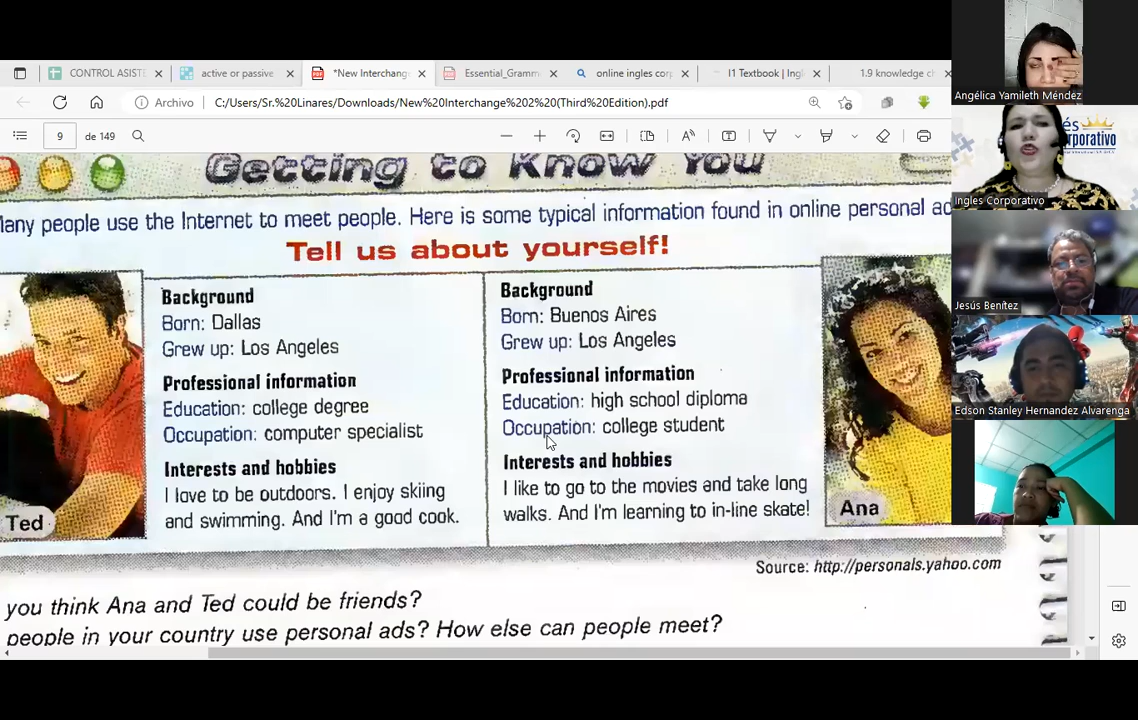 CONTROL ASIST
active or passive
*New Interchang
Essential_Gramm
online ingles corp
I1 Textbook | Ingl
1.9 knowledge ch
Archivo
C:/Users/Sr.%20Linares/Downloads/New%20Interchange%202%20(Third%20Edition).pdf
9
de 149
Getting to Know You
Many people use the Internet to meet people. Here is some typical information found in online personal ad
Tell us about yourself!
Background
Born: Dallas
Grew up: Los Angeles
Professional information
Education: college degree
Occupation: computer specialist
Interests and hobbies
I love to be outdoors. I enjoy skiing
and swimming. And I'm a good cook.
Ted
Background
Born: Buenos Aires
Grew up: Los Angeles
Professional information
Education: high school diploma
Occupation: college student
Interests and hobbies
I like to go to the movies and take long
walks. And I'm learning to in-line skate!
Ana
Source: http://personals.yahoo.com
you think Ana and Ted could be friends?
people in your country use personal ads? How else can people meet?
Angélica Yamileth Méndez
és
orporativo
Ingles Corporativo
Jesús Benítez
Edson Stanley Hernandez Alvarenga